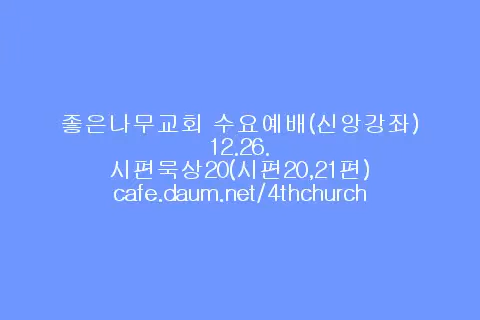 좋은나무교회 수요예배(신앙강좌)
12.26.
시편묵상20(시편20,21편)
cafe.daum.net/4thchurch